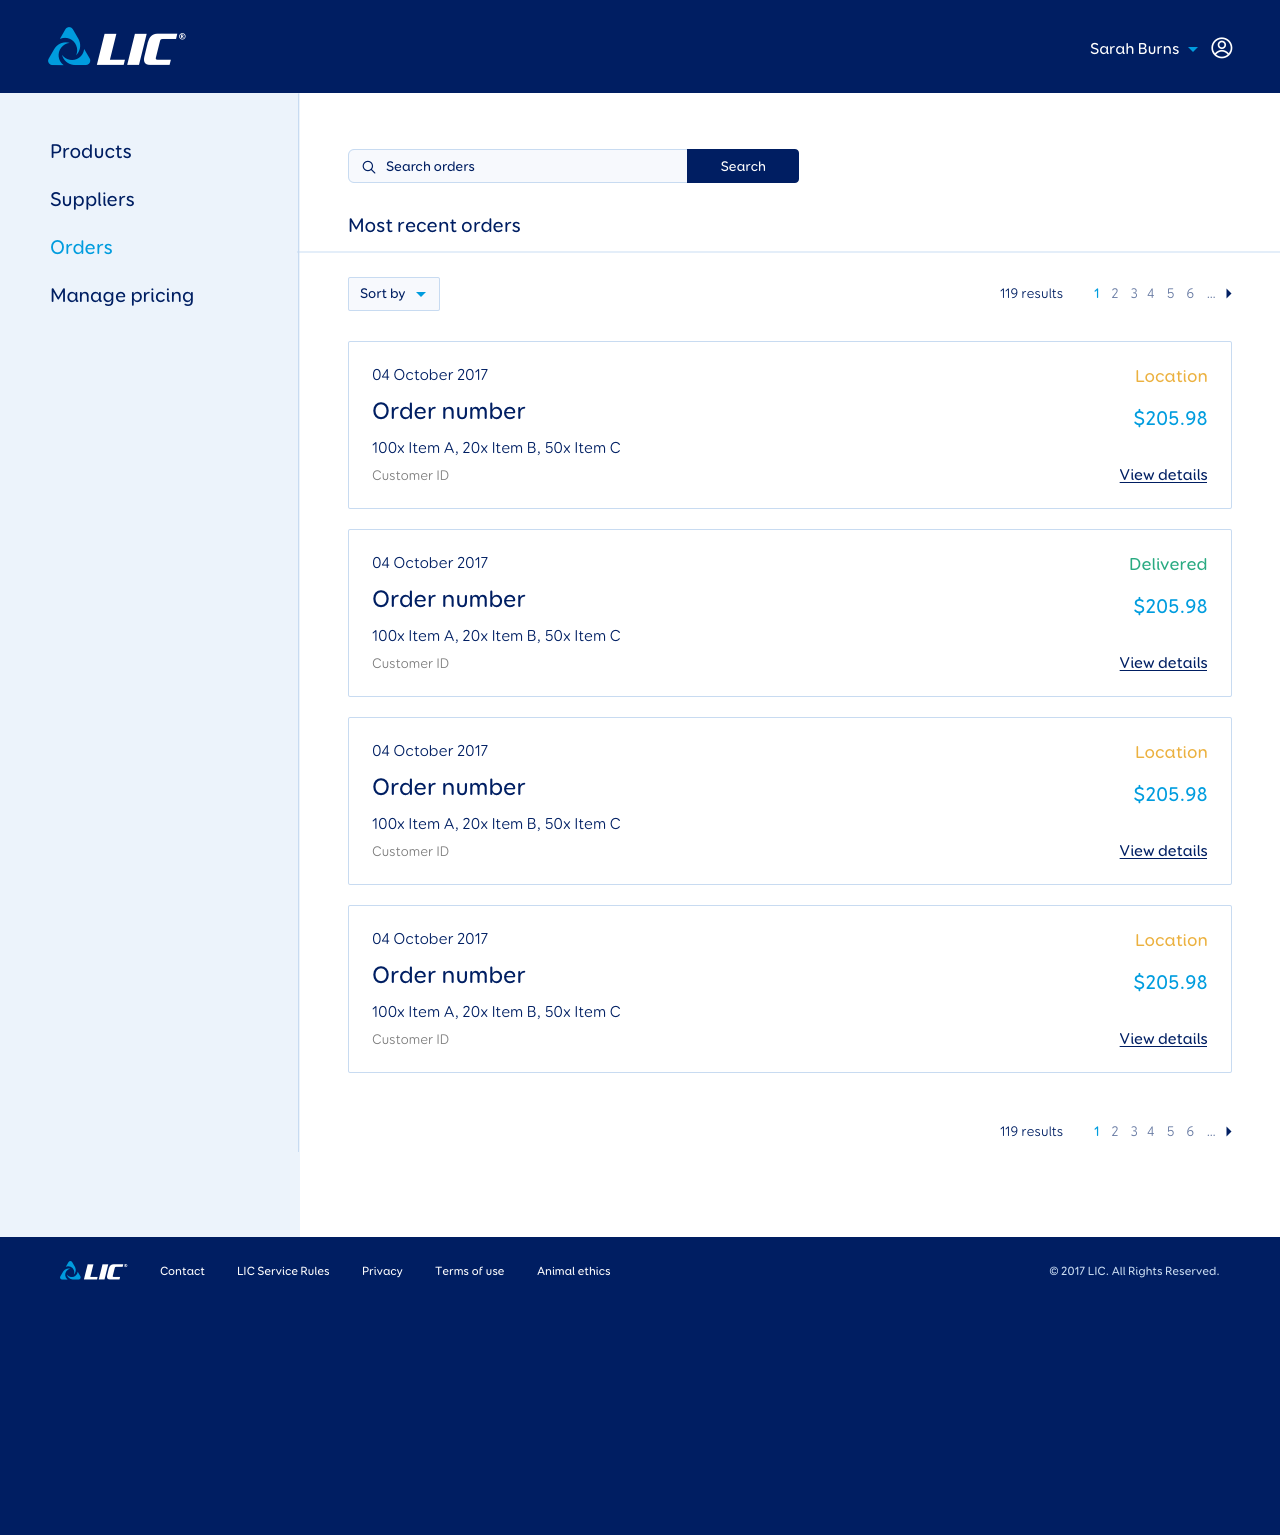 LIC®
Sarah Burns
Products
Suppliers
Orders
Manage pricing
Search orders
Search
Most recent orders
Sort by
119 results 1 2 3 4 5 6 ...
04 October 2017
Location
Order number
$205.98
100x Item A, 20x Item B, 50x Item C
Customer ID
View details
04 October 2017
Delivered
Order number
$205.98
100x Item A, 20x Item B, 50x Item C
Customer ID
View details
04 October 2017
Location
Order number
$205.98
100x Item A, 20x Item B, 50x Item C
Customer ID
View details
04 October 2017
Location
Order number
$205.98
100x Item A, 20x Item B, 50x Item C
Customer ID
View details
119 results 1 2 3 4 5 6 ...
LIC® Contact LIC Service Rules Privacy Terms of use Animal ethics © 2017 LIC. All Rights Reserved.